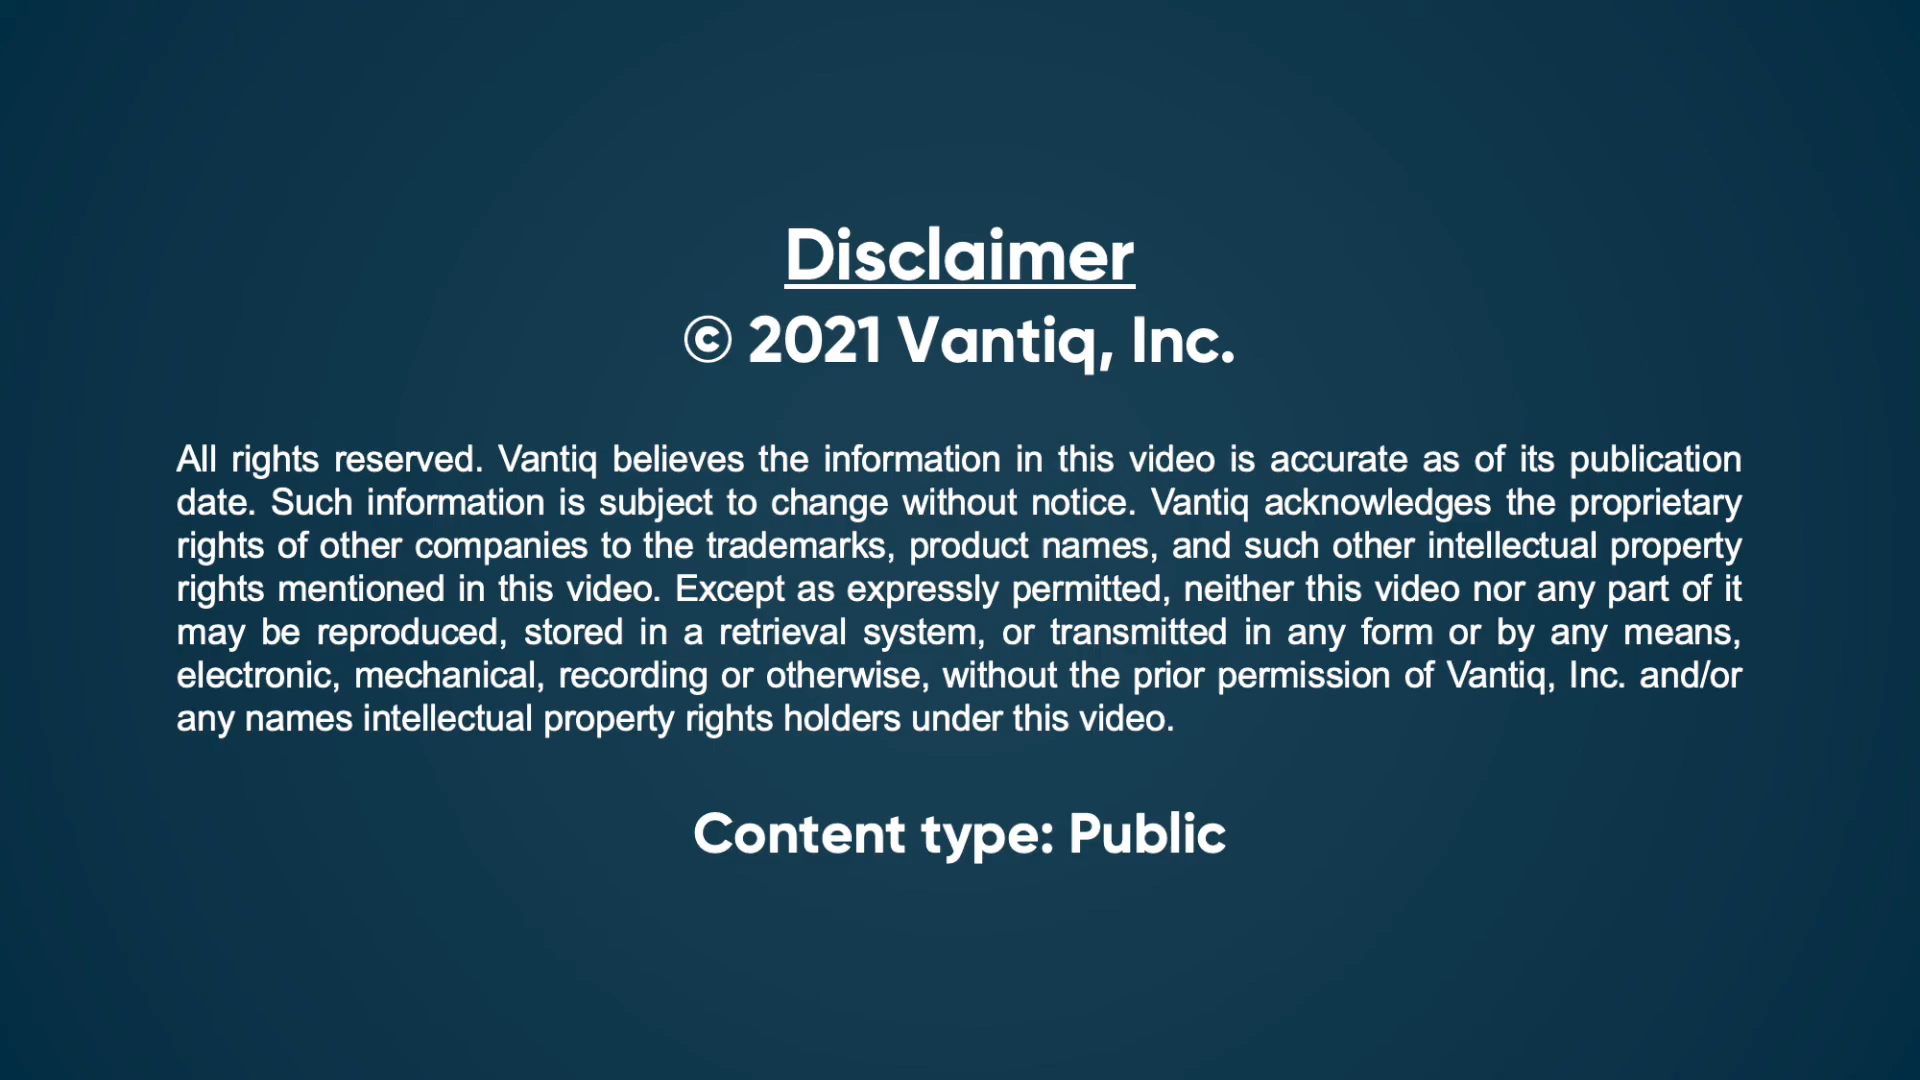 Disclaimer
© 2021 Vantiq, Inc.
All rights reserved. Vantiq believes the information in this video is accurate as of its publication
date. Such information is subject to change without notice. Vantiq acknowledges the proprietary
rights of other companies to the trademarks, product names, and such other intellectual property
rights mentioned in this video. Except as expressly permitted, neither this video nor any part of it
may be reproduced, stored in a retrieval system, or transmitted in any form or by any means,
electronic, mechanical, recording or otherwise, without the prior permission of Vantiq, Inc. and/or
any names intellectual property rights holders under this video.
Content type: Public